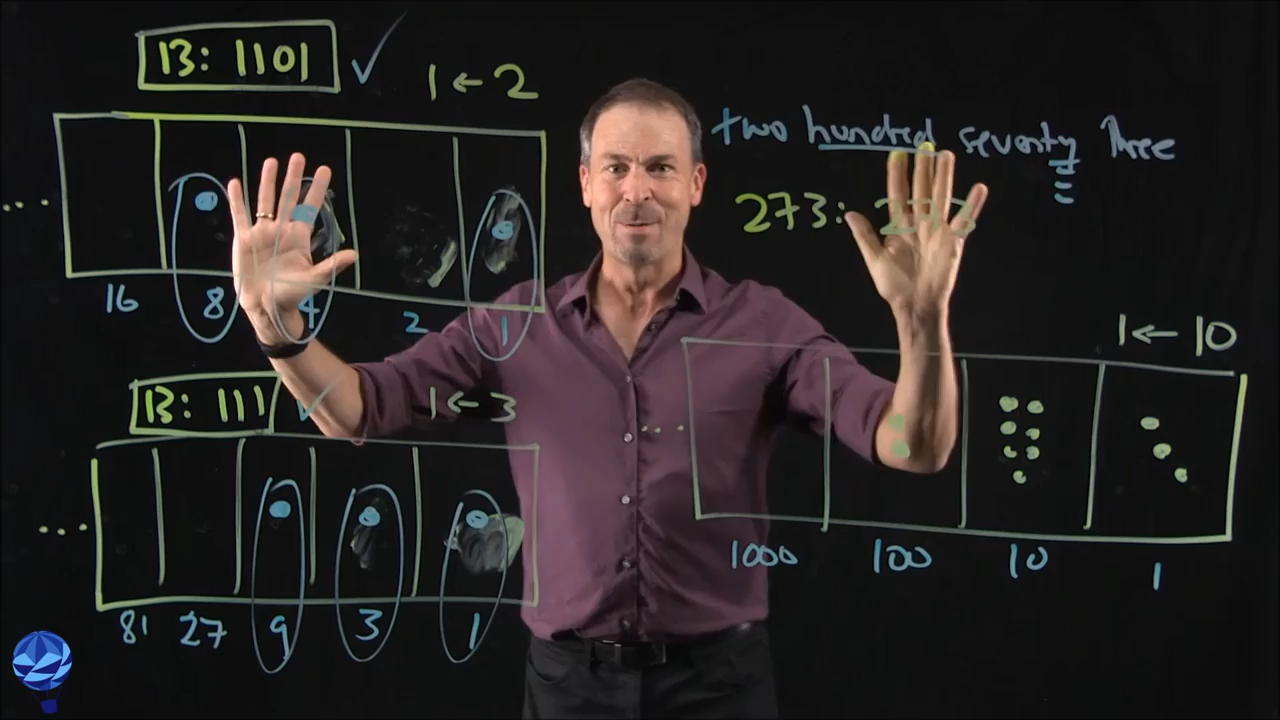 13: 1101
1 ← 2
16 8 4 2 1
13: 111
1 ← 3
81 27 9 3 1
two hundred seventy three
273:
1 ← 10
1000 100 10 1